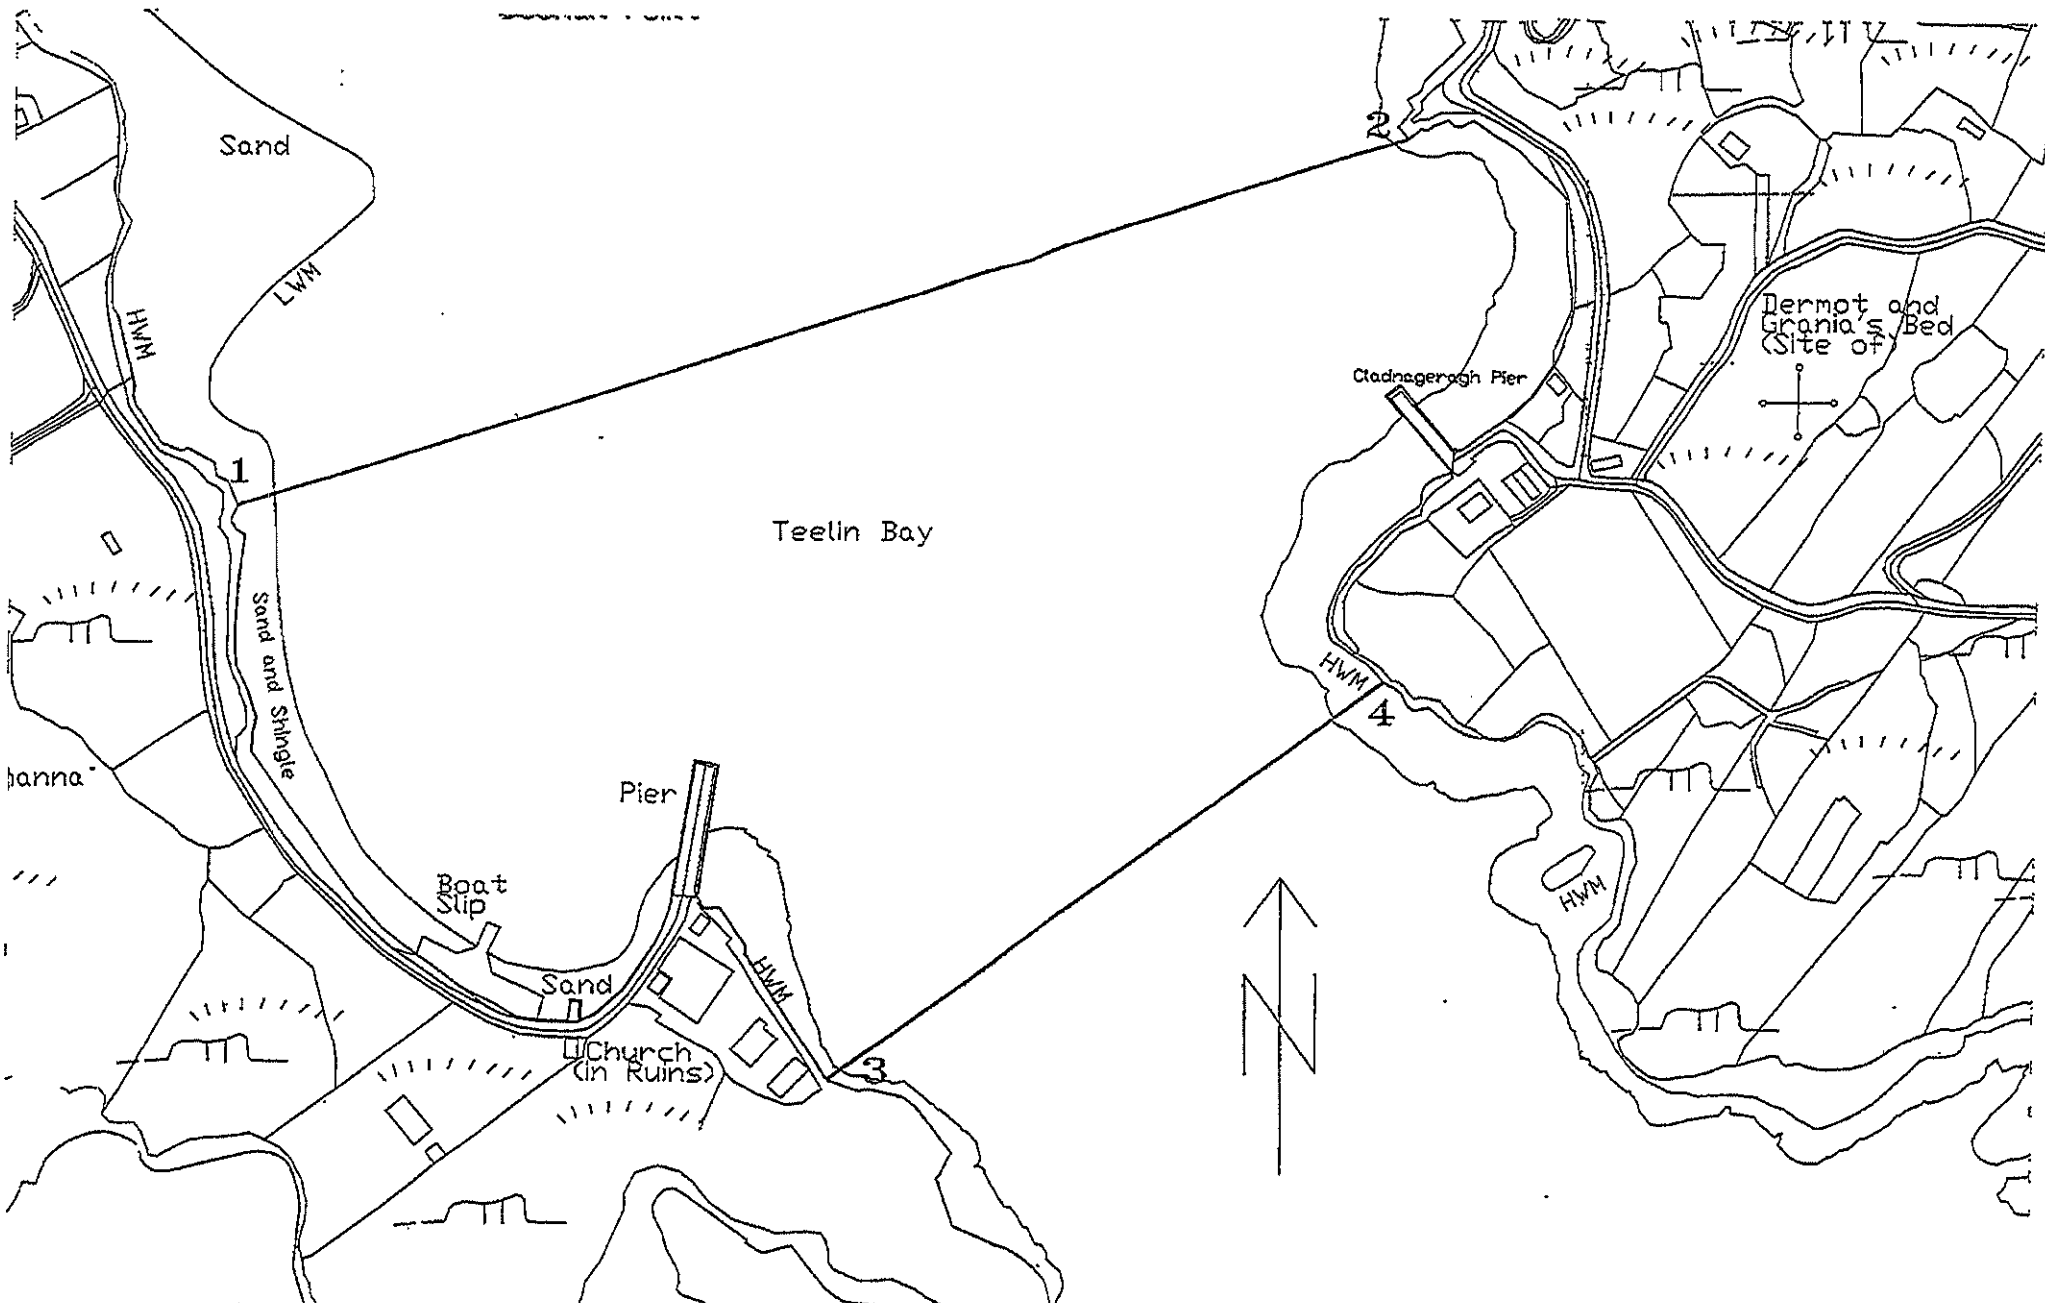 Sand
2
LWM
HWM
Dermot and
Grania's Bed
(Site of)
Cladnageragh Pier
1
Teelin Bay
Sand and Shingle
HWM
4
Pier
Boat
Slip
HWM
HWM
Sand
N
Church
(in Ruins)
3